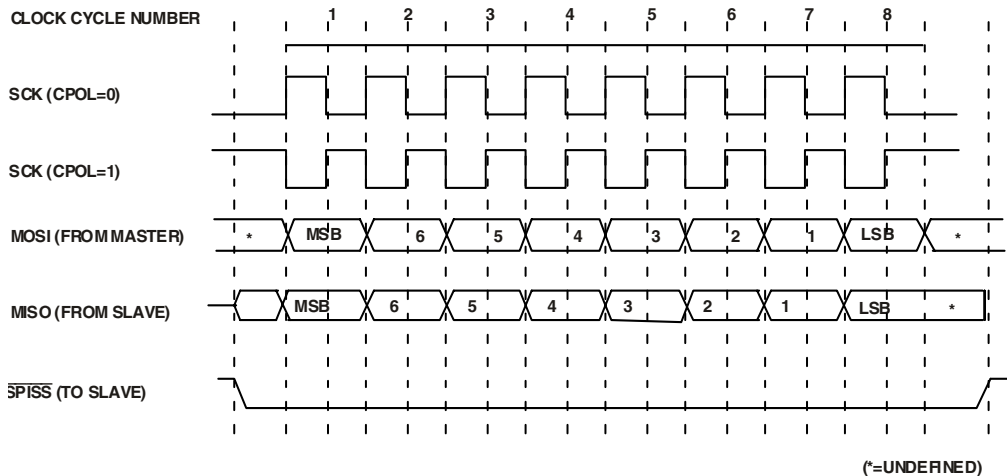 CLOCK CYCLE NUMBER 1 2 3 4 5 6 7 8
SCK (CPOL=0)
SCK (CPOL=1)
MOSI (FROM MASTER) * MSB 6 5 4 3 2 1 LSB *
MISO (FROM SLAVE) MSB 6 5 4 3 2 1 LSB *
SPISS (TO SLAVE)
(*=UNDEFINED)